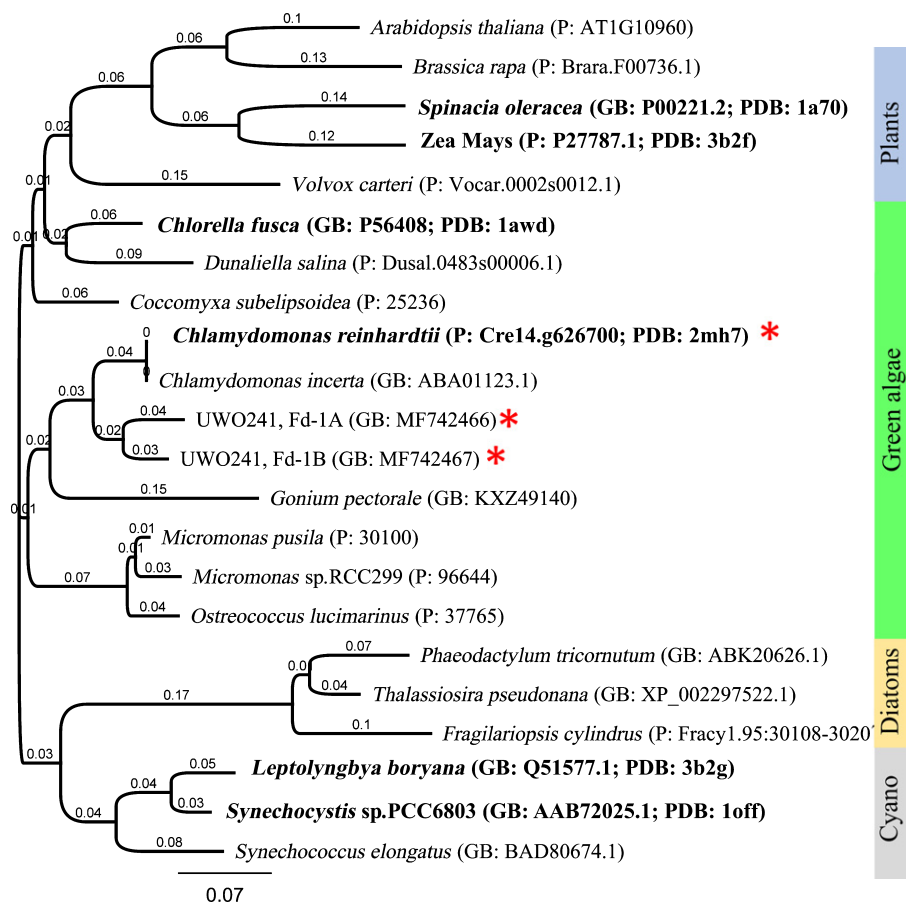 0.1
Arabidopsis thaliana (P: AT1G10960)
0.06
0.13
Brassica rapa (P: Brara.F00736.1)
0.06
0.14
Spinacia oleracea (GB: P00221.2; PDB: 1a70)
0.06
0.12
Zea Mays (P: P27787.1; PDB: 3b2f)
0.02
0.15
Volvox carteri (P: Vocar.0002s0012.1)
Plants
0.01
0.06
Chlorella fusca (GB: P56408; PDB: 1awd)
0.01
0.02
0.09
Dunaliella salina (P: Dusal.0483s00006.1)
0.06
Coccomyxa subelipsoidea (P: 25236)
0
Chlamydomonas reinhardtii (P: Cre14.g626700; PDB: 2mh7) *
0.04
0
Chlamydomonas incerta (GB: ABA01123.1)
0.03
0.04
UWO241, Fd-1A (GB: MF742466) *
0.02
0.03
UWO241, Fd-1B (GB: MF742467) *
0.02
0.15
Gonium pectorale (GB: KXZ49140)
Green algae
0.01
0.01
Micromonas pusila (P: 30100)
0.01
0.03
Micromonas sp.RCC299 (P: 96644)
0.07
0.04
Ostreococcus lucimarinus (P: 37765)
0.07
Phaeodactylum tricornutum (GB: ABK20626.1)
0.0
0.04
Thalassiosira pseudonana (GB: XP_002297522.1)
0.17
0.1
Fragilariopsis cylindrus (P: Fracy1.95:30108-3020
Diatoms
0.03
0.05
Leptolyngbya boryana (GB: Q51577.1; PDB: 3b2g)
0.04
0.03
Synechocystis sp.PCC6803 (GB: AAB72025.1; PDB: 1off)
0.04
0.08
Synechococcus elongatus (GB: BAD80674.1)
Cyano
0.07